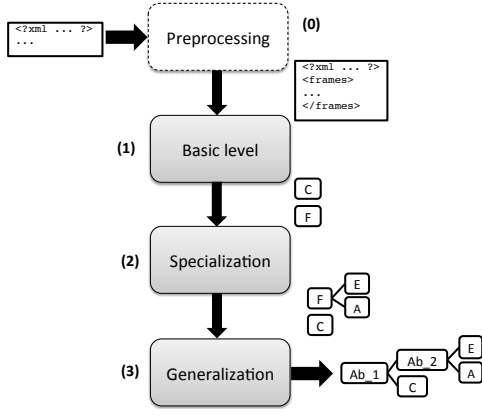 <?xml ... ?>
...
Preprocessing
(0)
<?xml ... ?>
<frames>
...
</frames>
(1)
Basic level
C
F
(2)
Specialization
E
F
A
C
(3)
Generalization
E
Ab_2
Ab_1
A
C